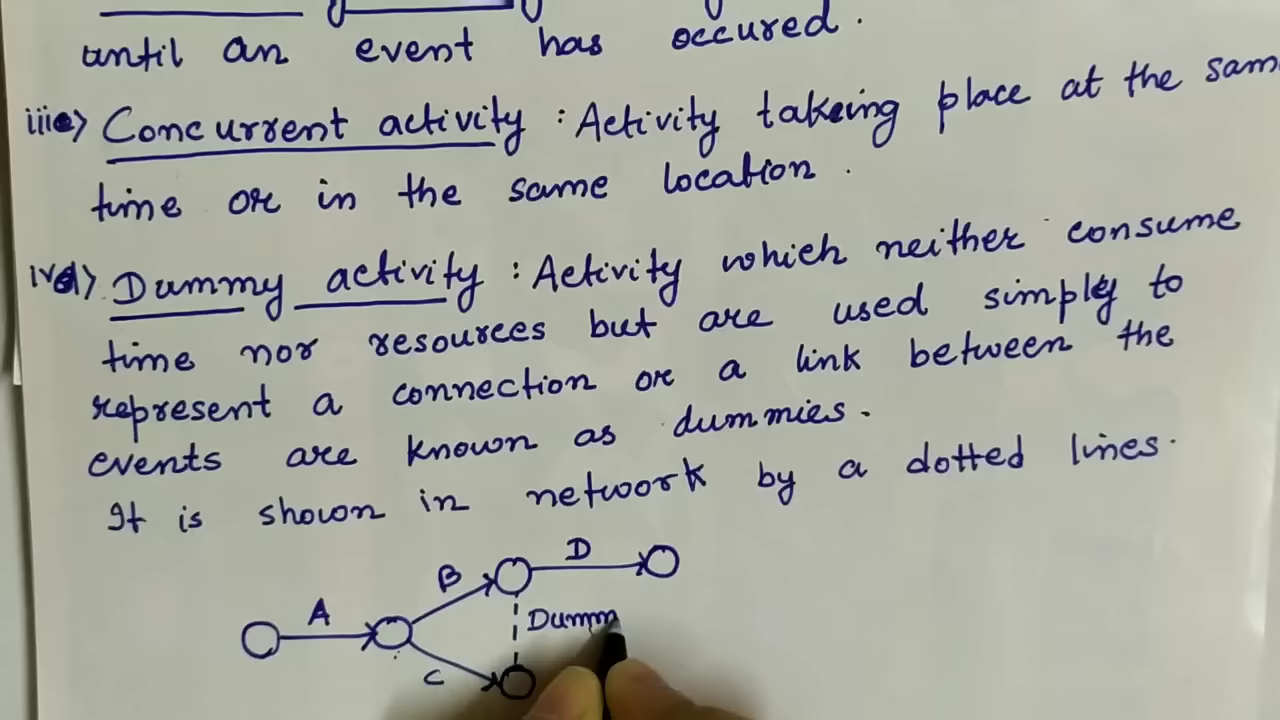 until an event has occured.
iii) Concurrent activity : Activity takeing place at the sam
time or in the same location.
iv) Dummy activity : Activity which neither consume
time nor resources but are used simply to
represent a connection or a link between the
events are known as dummies.
It is shown in network by a dotted lines.
A
B
D
Dumm
C